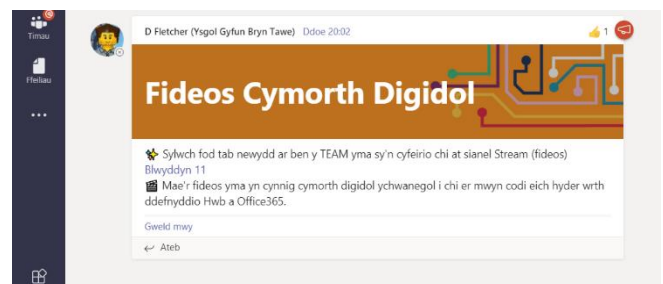 Timau
Ffeiliau
D Fletcher (Ysgol Gyfun Bryn Tawe) Ddoe 20:02
1
Fideos Cymorth Digidol
Sylwch fod tab newydd ar ben y TEAM yma sy'n cyfeirio chi at sianel Stream (fideos)
Blwyddyn 11
Mae'r fideos yma yn cynnig cymorth digidol ychwanegol i chi er mwyn codi eich hyder wrth
ddefnyddio Hwb a Office365.
Gweld mwy
Ateb